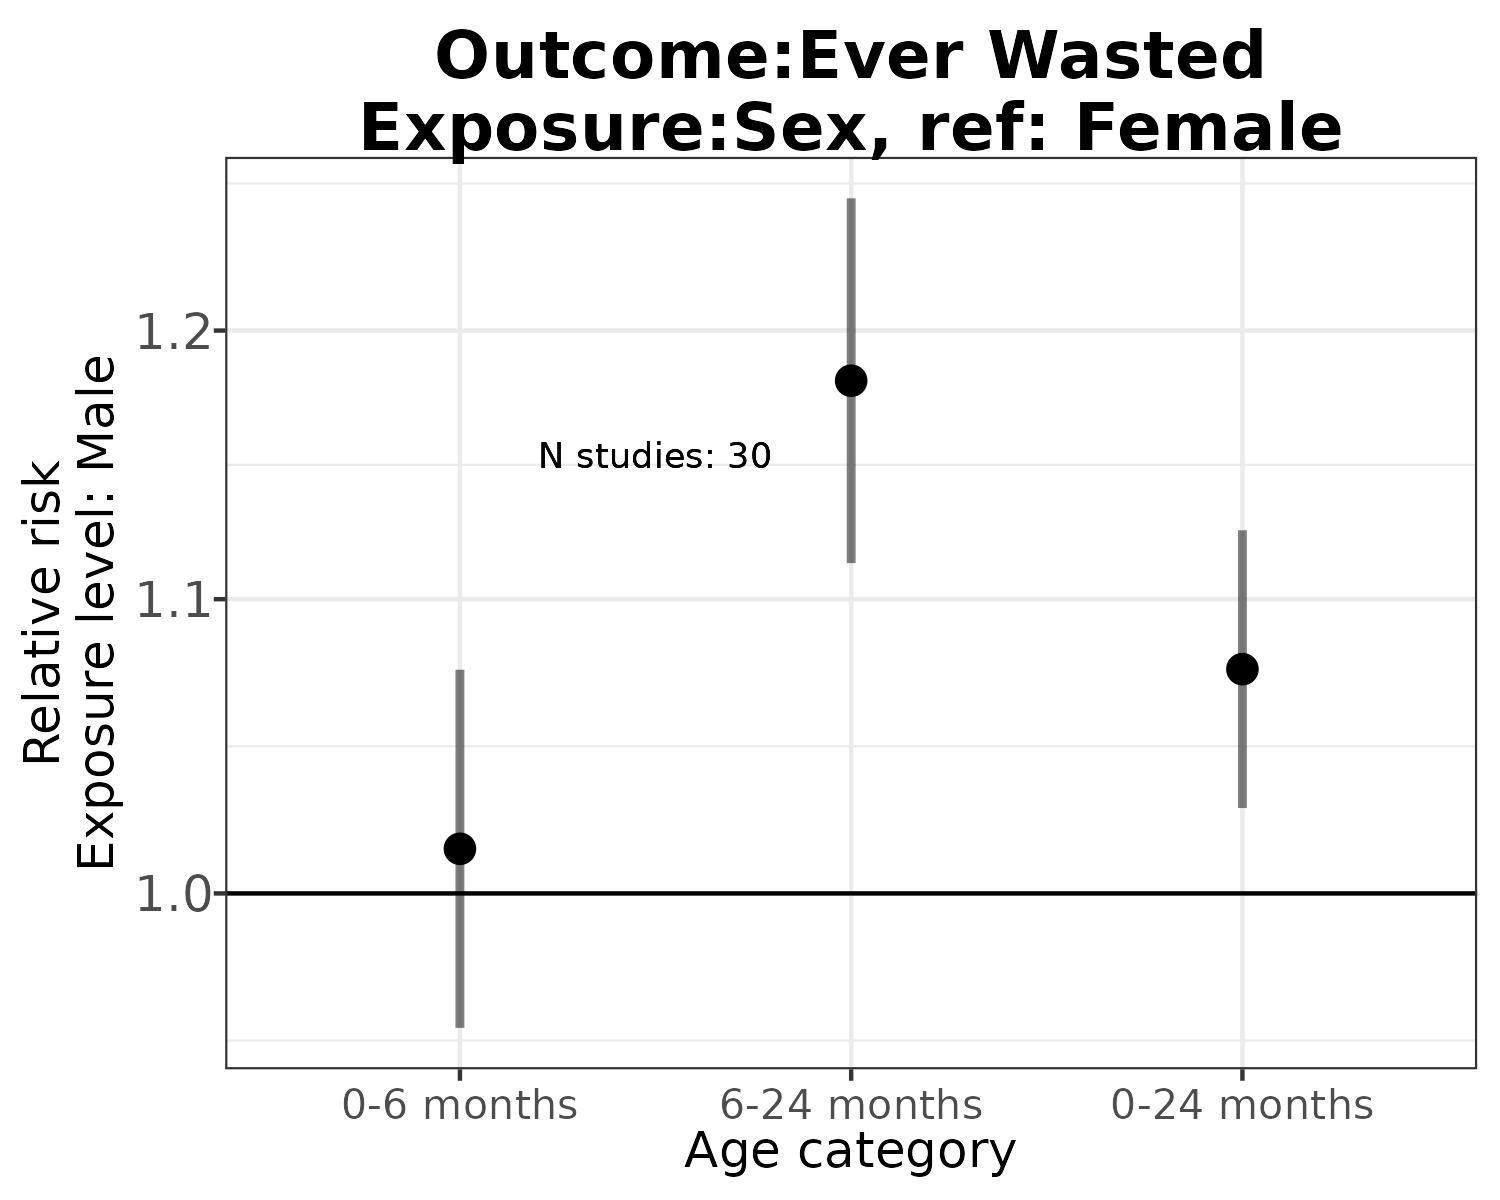 Outcome:Ever Wasted
Exposure:Sex, ref: Female
Relative risk
Exposure level: Male
1.2
1.1
1.0
N studies: 30
0-6 months
6-24 months
0-24 months
Age category